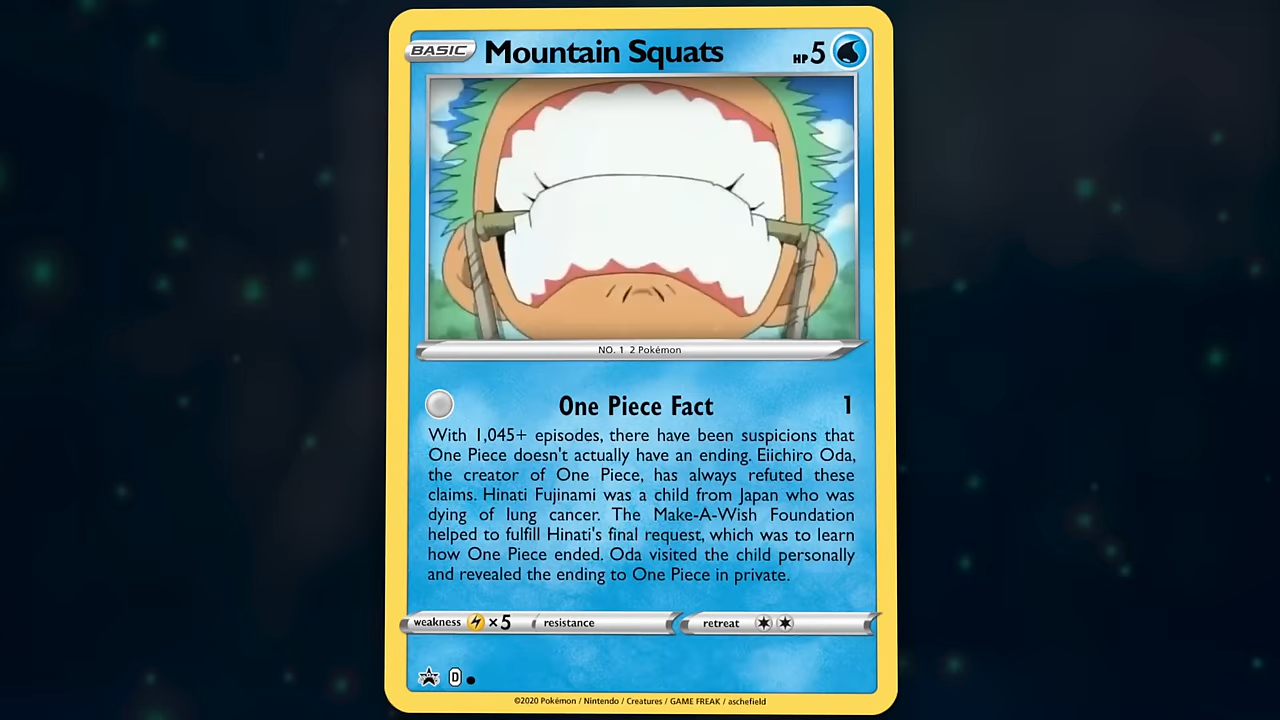 BASIC Mountain Squats HP 5
NO. 1 2 Pokémon
One Piece Fact 1
With 1,045+ episodes, there have been suspicions that
One Piece doesn't actually have an ending. Eiichiro Oda,
the creator of One Piece, has always refuted these
claims. Hinati Fujinami was a child from Japan who was
dying of lung cancer. The Make-A-Wish Foundation
helped to fulfill Hinati's final request, which was to learn
how One Piece ended. Oda visited the child personally
and revealed the ending to One Piece in private.
weakness ×5 resistance retreat
D
©2020 Pokémon / Nintendo / Creatures / GAME FREAK / aschefield